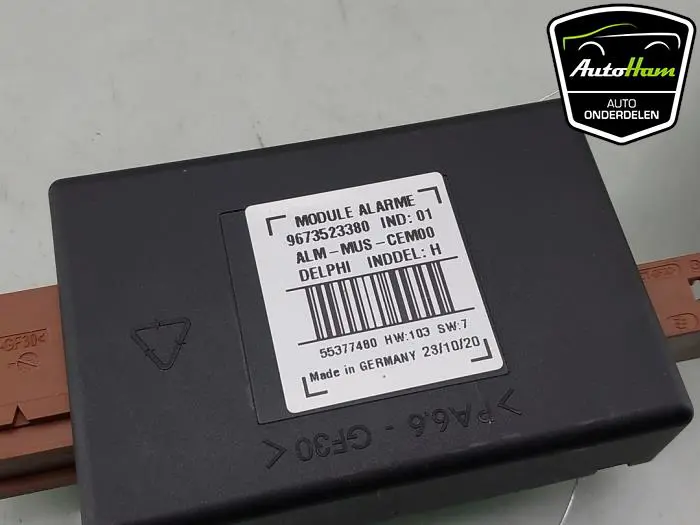 AutoHam
AUTO
ONDERDELEN
MODULE ALARME
9673523380 IND: 01
ALM-MUS-CEM00
DELPHI INDDEL: H
55377480 HW:103 SW:7
Made in GERMANY 23/10/20
>PA6.6 - GF30<
-GF30<